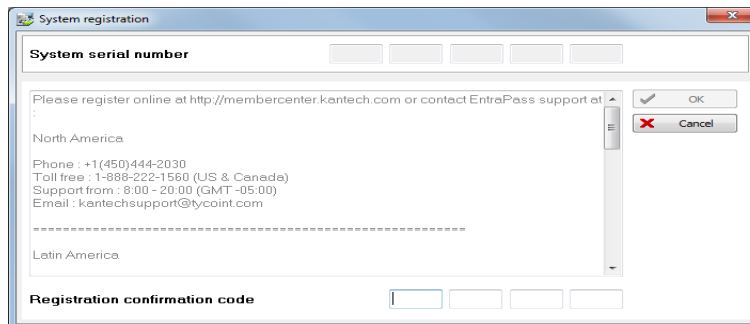 System registration
System serial number
Please register online at http://membercenter.kantech.com or contact EntraPass support at
:
North America
Phone : +1(450)444-2030
Toll free : 1-888-222-1560 (US & Canada)
Support from : 8:00 - 20:00 (GMT -05:00)
Email : kantechsupport@tycoint.com
============================================================
Latin America
OK
Cancel
Registration confirmation code